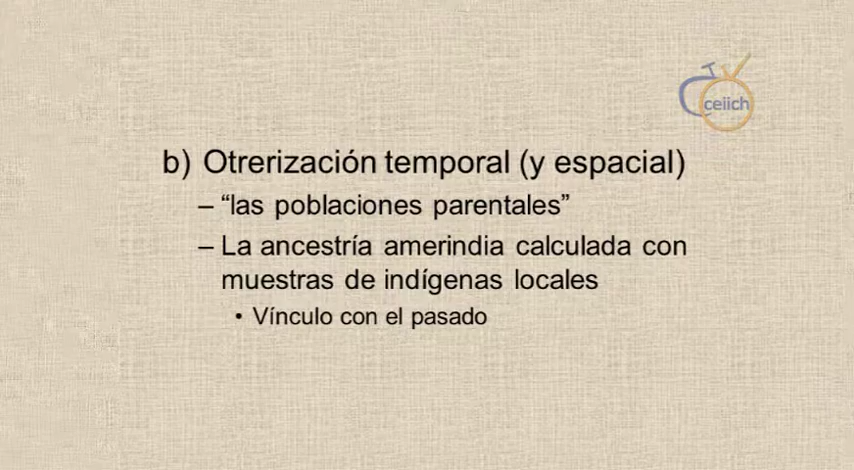 TV
ceiich
b) Otrerización temporal (y espacial)
– “las poblaciones parentales”
– La ancestría amerindia calculada con
muestras de indígenas locales
• Vínculo con el pasado